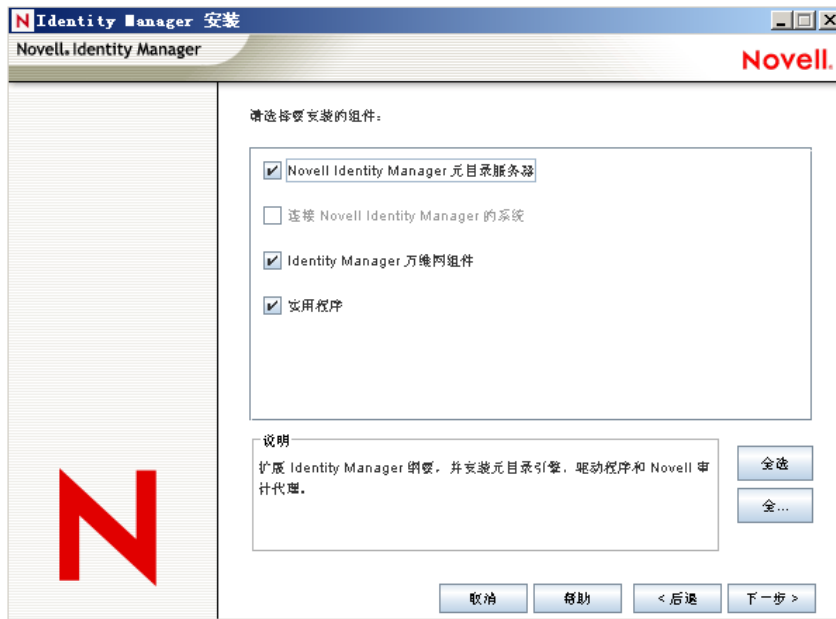 Identity Manager 安装
Novell® Identity Manager
Novell.
请选择要安装的组件：
Novell Identity Manager 元目录服务器
连接 Novell Identity Manager 的系统
Identity Manager 万维网组件
实用程序
说明
扩展 Identity Manager 纲要，并安装元目录引擎、驱动程序和 Novell 审
计代理。
全选
全...
取消
帮助
< 后退
下一步 >